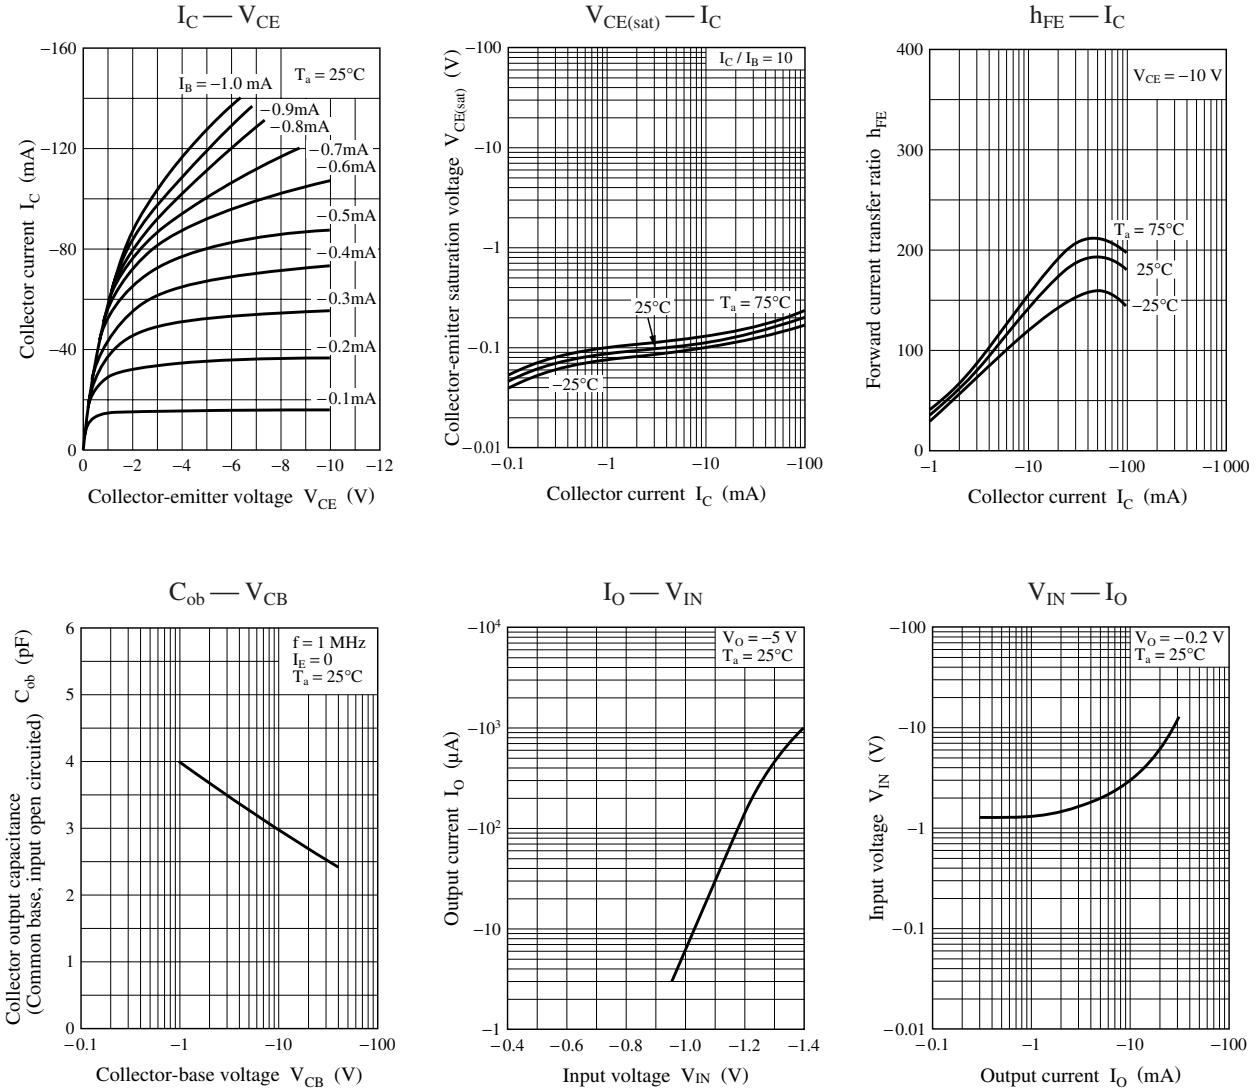 I_C — V_CE
−160
−120
−80
−40
0
0 −2 −4 −6 −8 −10 −12
T_a = 25°C
I_B = −1.0 mA
−0.9mA
−0.8mA
−0.7mA
−0.6mA
−0.5mA
−0.4mA
−0.3mA
−0.2mA
−0.1mA
Collector current I_C (mA)
Collector-emitter voltage V_CE (V)
V_CE(sat) — I_C
−100
−10
−1
−0.1
−0.01
−0.1 −1 −10 −100
I_C / I_B = 10
25°C
T_a = 75°C
−25°C
Collector-emitter saturation voltage V_CE(sat) (V)
Collector current I_C (mA)
h_FE — I_C
400
300
200
100
0
−1 −10 −100 −1 000
V_CE = −10 V
T_a = 75°C
25°C
−25°C
Forward current transfer ratio h_FE
Collector current I_C (mA)
C_ob — V_CB
6
5
4
3
2
1
0
−0.1 −1 −10 −100
f = 1 MHz
I_E = 0
T_a = 25°C
Collector output capacitance C_ob (pF)
(Common base, input open circuited)
Collector-base voltage V_CB (V)
I_O — V_IN
−10⁴
−10³
−10²
−10
−1
−0.4 −0.6 −0.8 −1.0 −1.2 −1.4
V_O = −5 V
T_a = 25°C
Output current I_O (µA)
Input voltage V_IN (V)
V_IN — I_O
−100
−10
−1
−0.1
−0.01
−0.1 −1 −10 −100
V_O = −0.2 V
T_a = 25°C
Input voltage V_IN (V)
Output current I_O (mA)